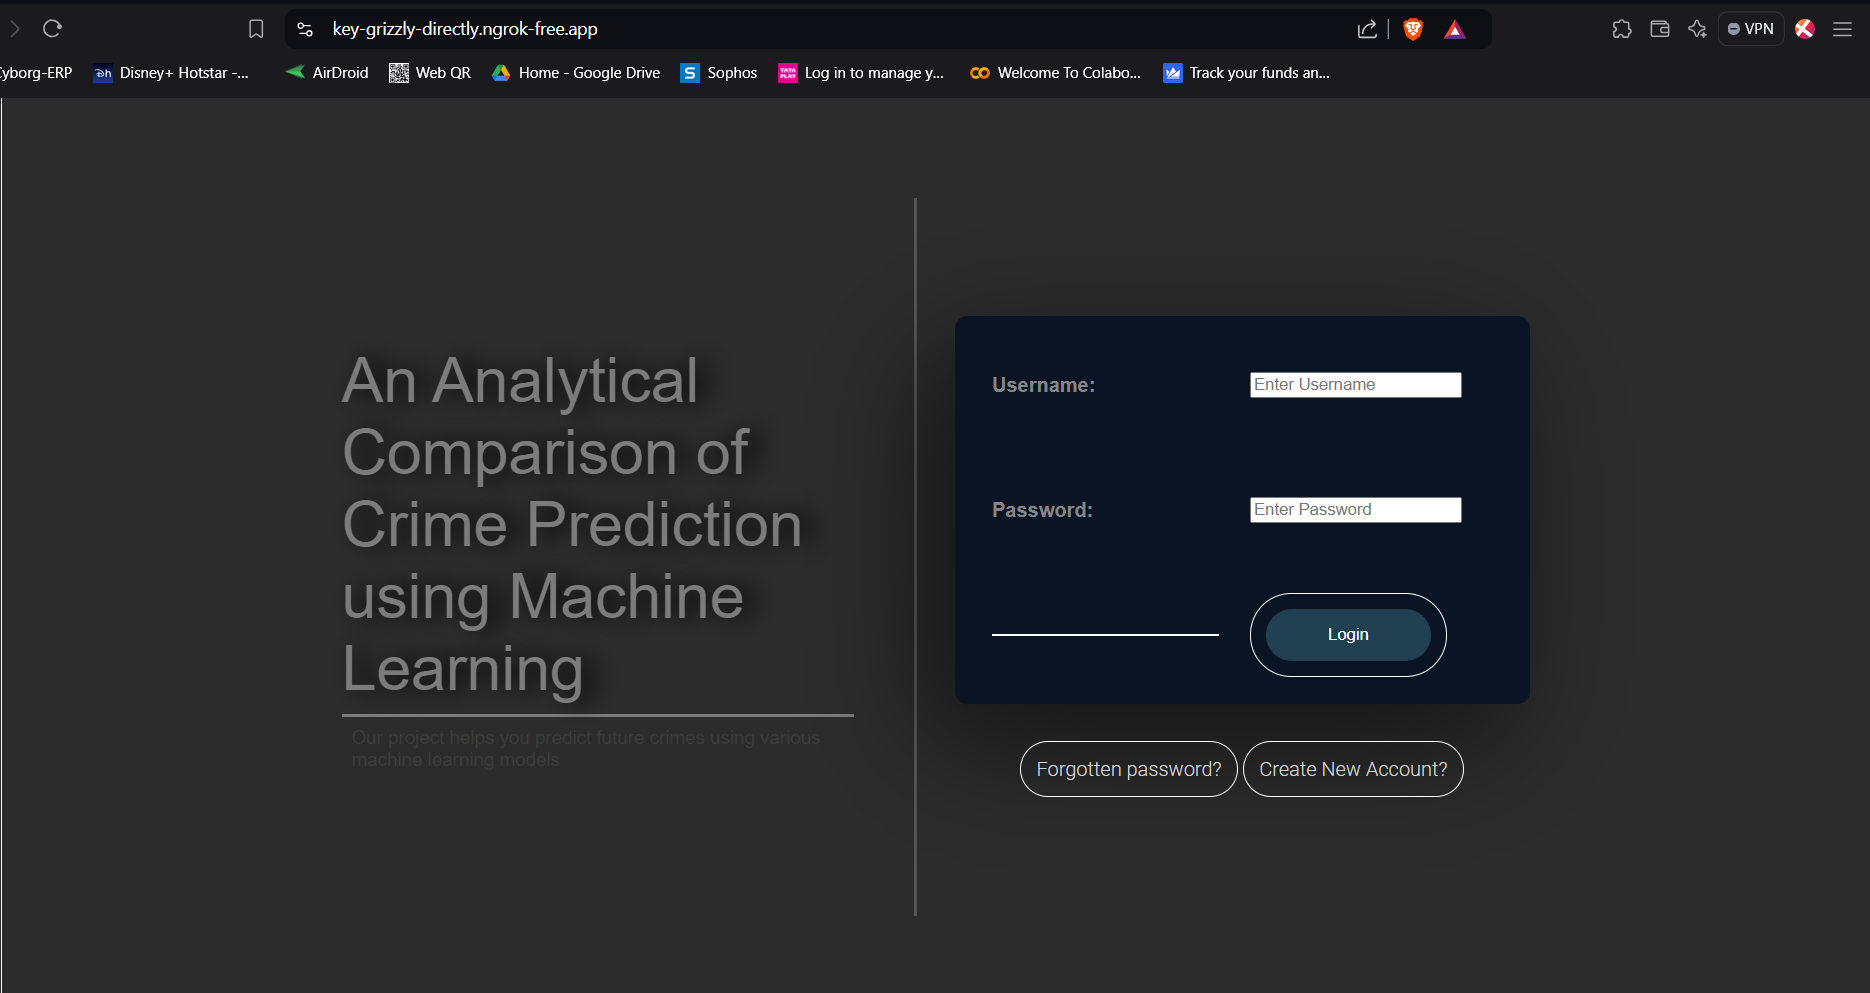 key-grizzly-directly.ngrok-free.app
VPN
yborg-ERP
Disney+ Hotstar -...
AirDroid
Web QR
Home - Google Drive
S
Sophos
TATA
PLAY
Log in to manage y...
Welcome To Colabo...
Track your funds an...
An Analytical
Comparison of
Crime Prediction
using Machine
Learning
Our project helps you predict future crimes using various
machine learning models
Username:
Enter Username
Password:
Enter Password
Login
Forgotten password?
Create New Account?